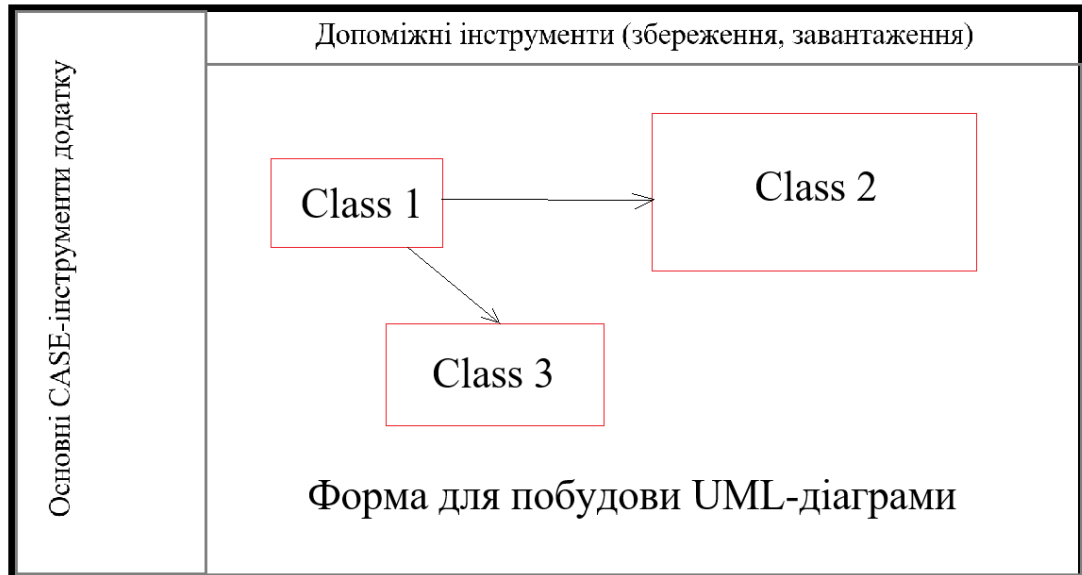 Допоміжні інструменти (збереження, завантаження)
Основні CASE-інструменти додатку
Class 1
Class 2
Class 3
Форма для побудови UML-діаграми